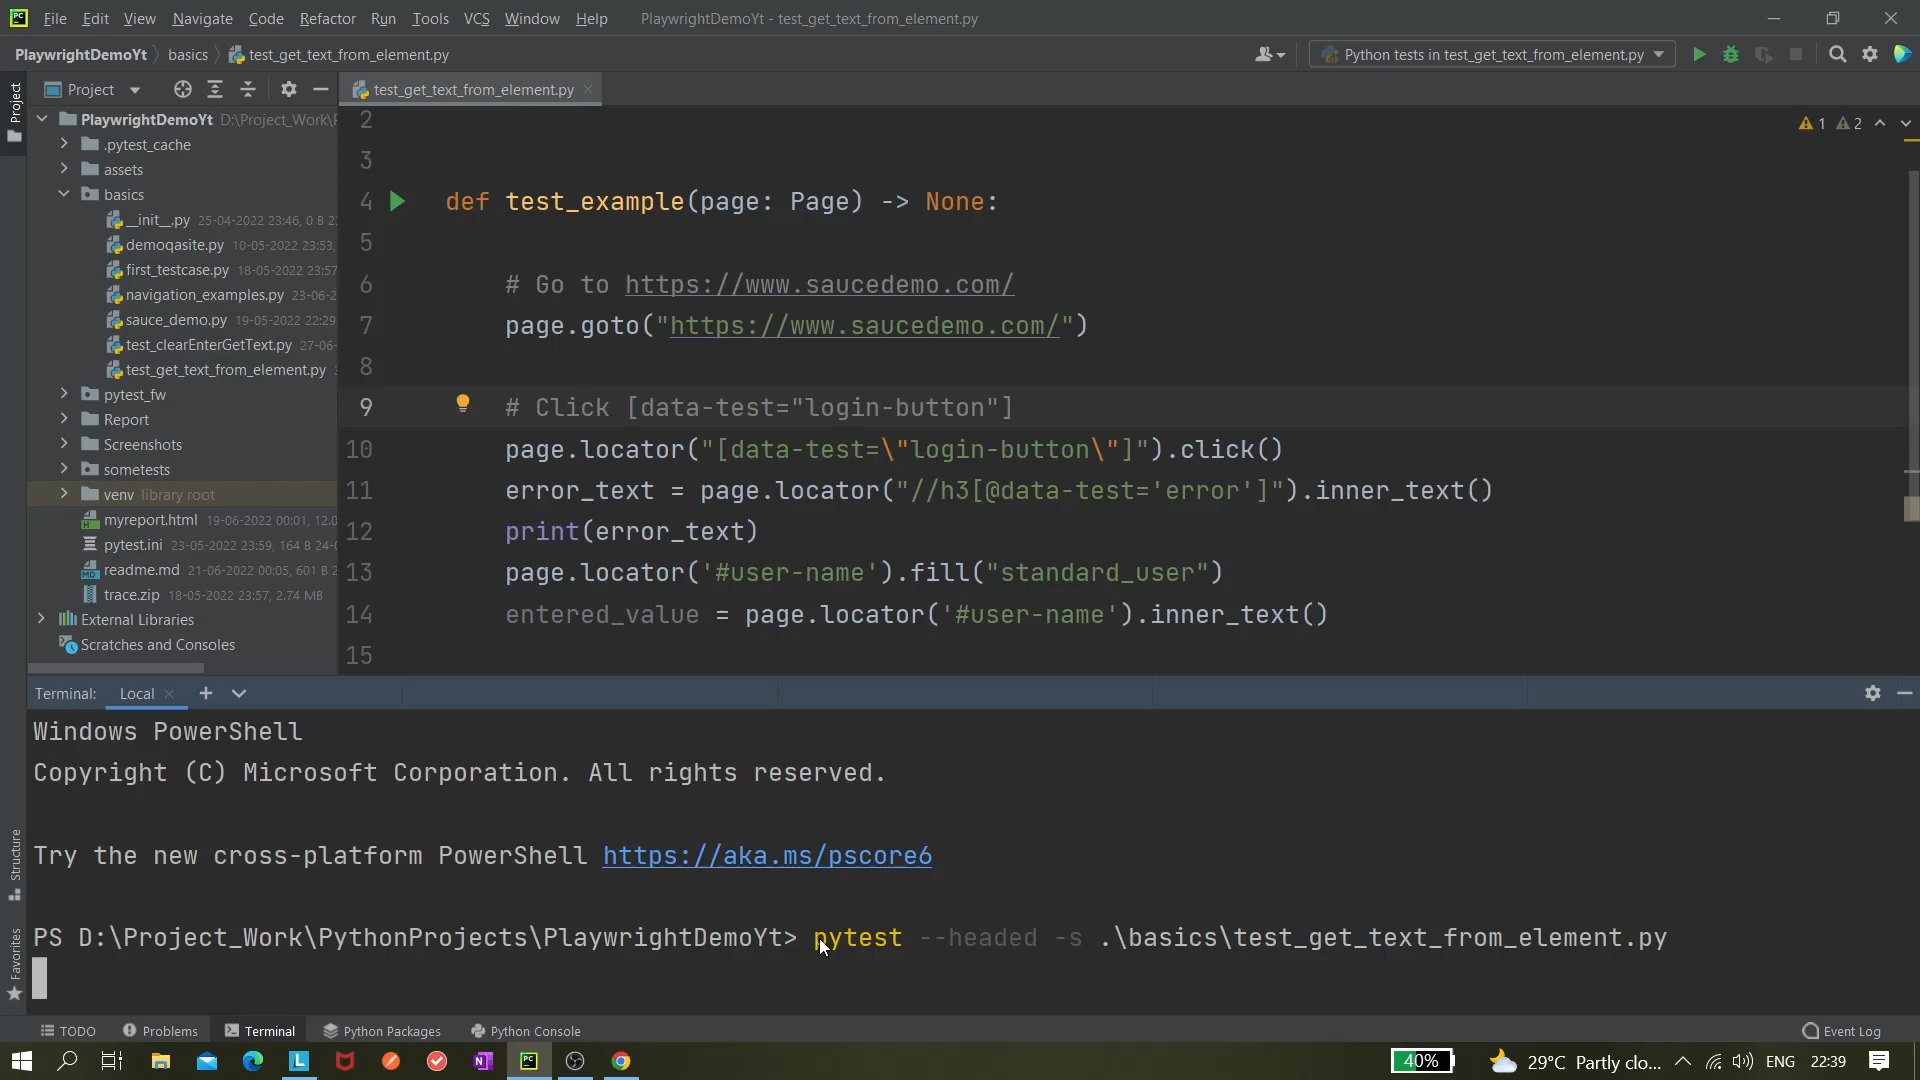 File Edit View Navigate Code Refactor Run Tools VCS Window Help PlaywrightDemoYt - test_get_text_from_element.py
PlaywrightDemoYt basics test_get_text_from_element.py Python tests in test_get_text_from_element.py
Project
Project
test_get_text_from_element.py
PlaywrightDemoYt D:\Project_Work\
.pytest_cache
assets
basics
__init__.py 25-04-2022 23:46, 0 B
demoqasite.py 10-05-2022 23:53,
first_testcase.py 18-05-2022 23:57
navigation_examples.py 23-06-2
sauce_demo.py 19-05-2022 22:29
test_clearEnterGetText.py 27-06-
test_get_text_from_element.py
pytest_fw
Report
Screenshots
sometests
venv library root
myreport.html 19-06-2022 00:01, 12.0
pytest.ini 23-05-2022 23:59, 164 B 24-
readme.md 21-06-2022 00:05, 601 B
trace.zip 18-05-2022 23:57, 2.74 MB
External Libraries
Scratches and Consoles
1 2
2
3
4 def test_example(page: Page) -> None:
5
6 # Go to https://www.saucedemo.com/
7 page.goto("https://www.saucedemo.com/")
8
9 # Click [data-test="login-button"]
10 page.locator("[data-test=\"login-button\"]").click()
11 error_text = page.locator("//h3[@data-test='error']").inner_text()
12 print(error_text)
13 page.locator('#user-name').fill("standard_user")
14 entered_value = page.locator('#user-name').inner_text()
15
Terminal: Local
Windows PowerShell
Copyright (C) Microsoft Corporation. All rights reserved.
Try the new cross-platform PowerShell https://aka.ms/pscore6
PS D:\Project_Work\PythonProjects\PlaywrightDemoYt> pytest --headed -s .\basics\test_get_text_from_element.py
Structure
Favorites
TODO Problems Terminal Python Packages Python Console Event Log
40% 29°C Partly clo... ENG 22:39